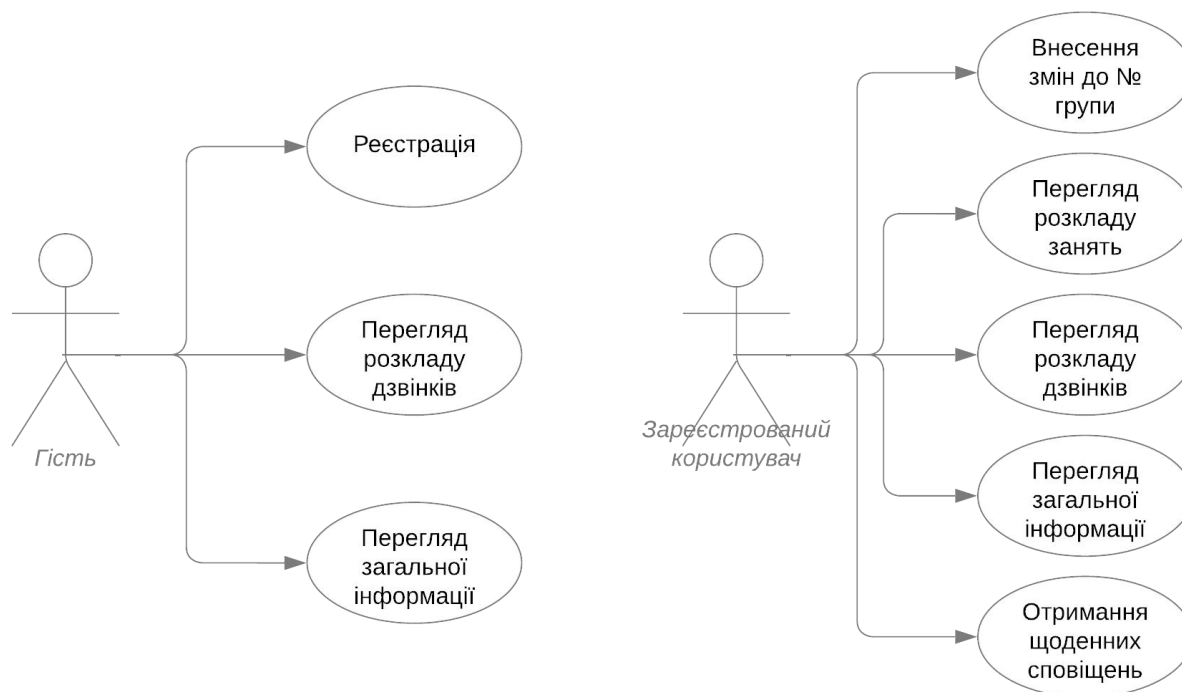 Реєстрація
Перегляд
розкладу
дзвінків
Гість
Перегляд
загальної
інформації
Внесення
змін до №
групи
Перегляд
розкладу
занять
Перегляд
розкладу
дзвінків
Зареєстрований
користувач
Перегляд
загальної
інформації
Отримання
щоденних
сповіщень